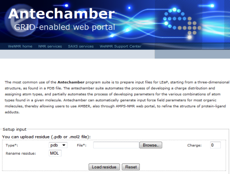 Antechamber
GRID-enabled web portal
WeNMR home NMR services SAXS services WeNMR Support Center
The most common use of the Antechamber program suite is to prepare input files for LEaP, starting from a three-dimensional
structure, as found in a PDB file. The antechamber suite automates the process of developing a charge distribution and
assigning atom types, and partially automates the process of developing parameters for the various combinations of atom
types found in a given molecule. Antechamber can automatically generate input force field parameters for most organic
molecules, thereby allowing users to use AMBER, also through AMPS-NMR web portal, to refine the structure of protein-ligand
adducts.
Setup input
You can upload residue (.pdb or .mol2 file):
Type*: pdb File*: Browse... Charge: 0
Rename residue: MOL
Load residue Reset